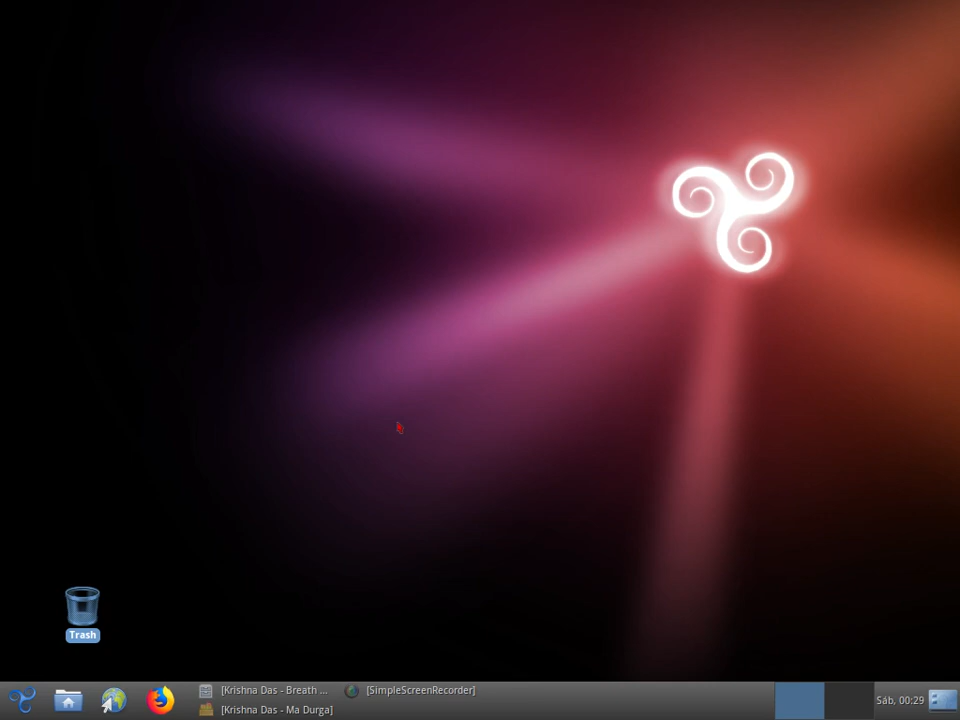 Trash
[Krishna Das - Breath ...
[SimpleScreenRecorder]
[Krishna Das - Ma Durga]
Sáb, 00:29